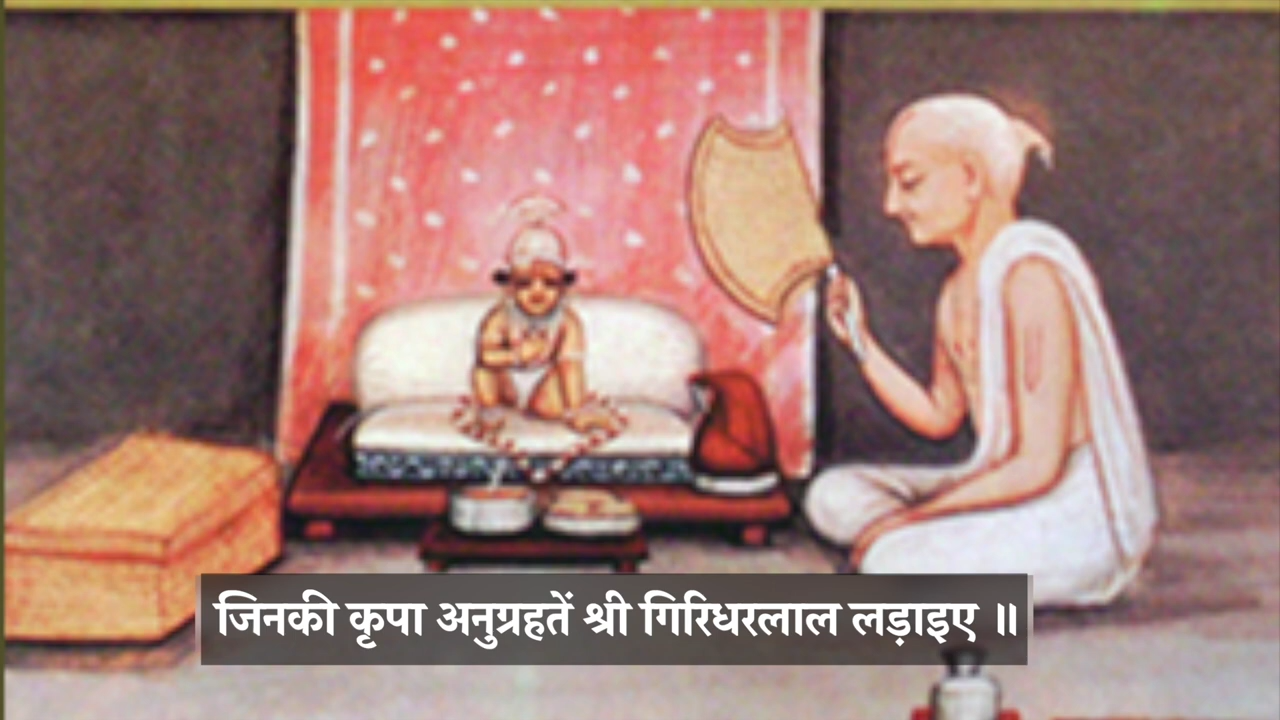 जिनकी कृपा अनुग्रहतें श्री गिरिधरलाल लड़ाइए ॥